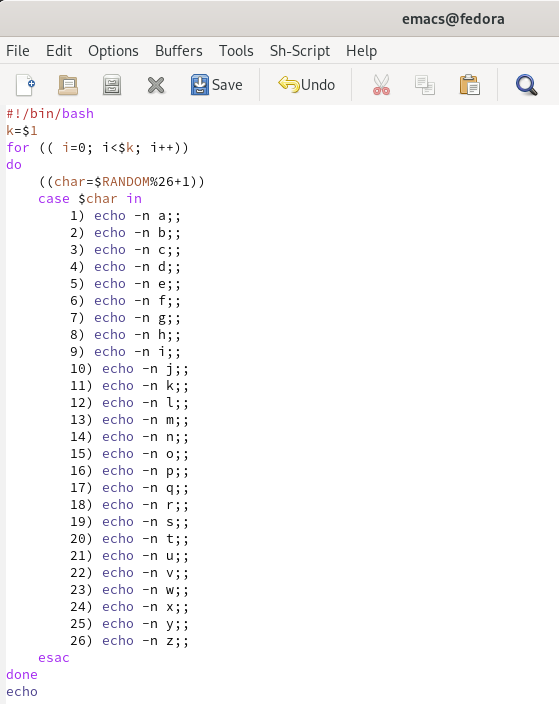 emacs@fedora
File Edit Options Buffers Tools Sh-Script Help
Save Undo
#!/bin/bash
k=$1
for (( i=0; i<$k; i++))
do
    ((char=$RANDOM%26+1))
    case $char in
        1) echo -n a;;
        2) echo -n b;;
        3) echo -n c;;
        4) echo -n d;;
        5) echo -n e;;
        6) echo -n f;;
        7) echo -n g;;
        8) echo -n h;;
        9) echo -n i;;
        10) echo -n j;;
        11) echo -n k;;
        12) echo -n l;;
        13) echo -n m;;
        14) echo -n n;;
        15) echo -n o;;
        16) echo -n p;;
        17) echo -n q;;
        18) echo -n r;;
        19) echo -n s;;
        20) echo -n t;;
        21) echo -n u;;
        22) echo -n v;;
        23) echo -n w;;
        24) echo -n x;;
        25) echo -n y;;
        26) echo -n z;;
    esac
done
echo